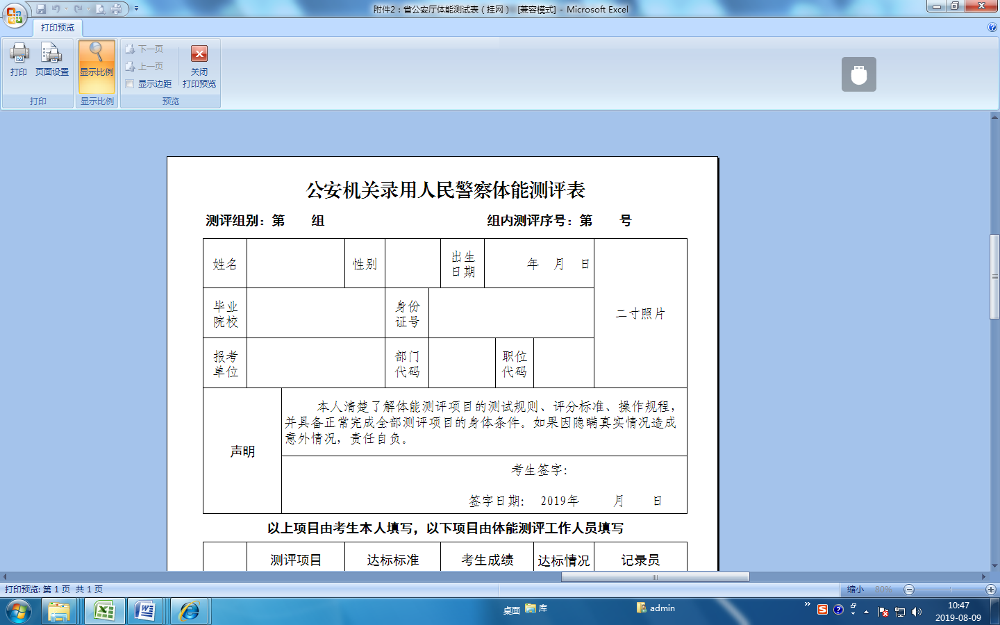 附件2：省公安厅体能测试表（挂网） [兼容模式] - Microsoft Excel
打印预览
打印
页面设置
显示比例
下一页
上一页
显示边距
关闭
打印预览
打印
显示比例
预览
公安机关录用人民警察体能测评表
测评组别：第 组 组内测评序号：第 号
姓名 性别 出生日期 年 月 日
二寸照片
毕业院校 身份证号
报考单位 部门代码 职位代码
声明
本人清楚了解体能测评项目的测试规则、评分标准、操作规程，
并具备正常完成全部测评项目的身体条件。如果因隐瞒真实情况造成
意外情况，责任自负。
考生签字：
签字日期： 2019年 月 日
以上项目由考生本人填写，以下项目由体能测评工作人员填写
测评项目 达标标准 考生成绩 达标情况 记录员
打印预览: 第 1 页 共 1 页
缩小 80%
桌面 库 admin
10:47
2019-08-09